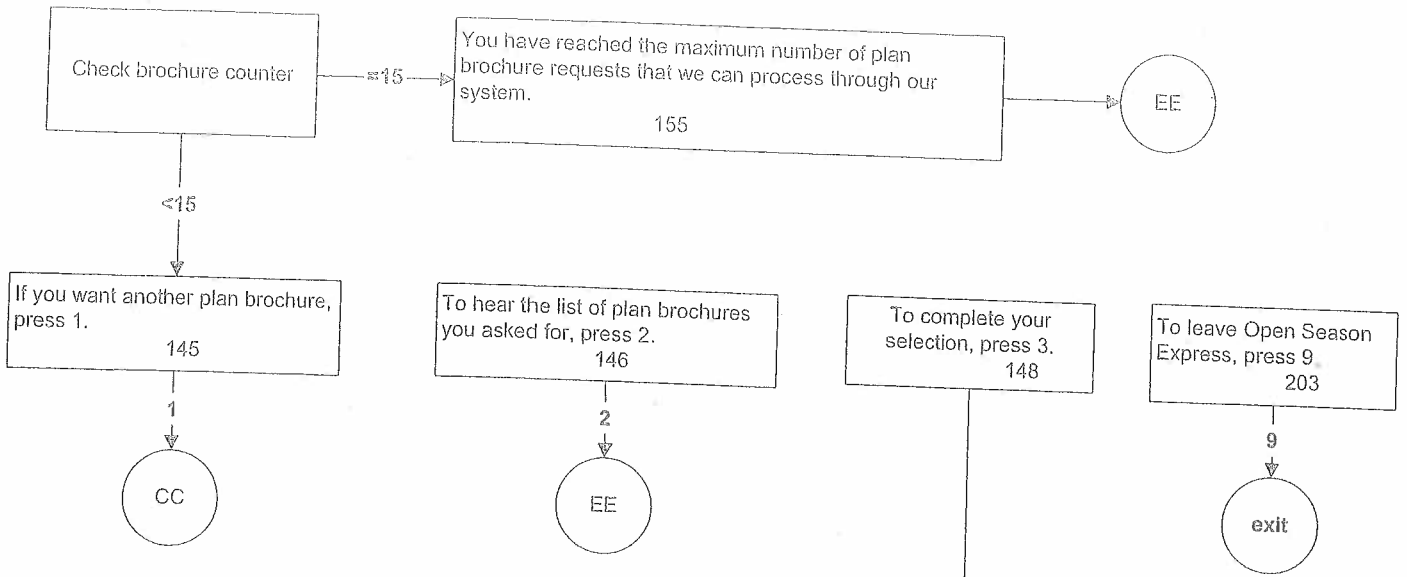 Check brochure counter
=15
You have reached the maximum number of plan
brochure requests that we can process through our
system.
155
EE
<15
If you want another plan brochure,
press 1.
145
To hear the list of plan brochures
you asked for, press 2.
146
To complete your
selection, press 3.
148
To leave Open Season
Express, press 9
203
1
2
9
CC
EE
exit